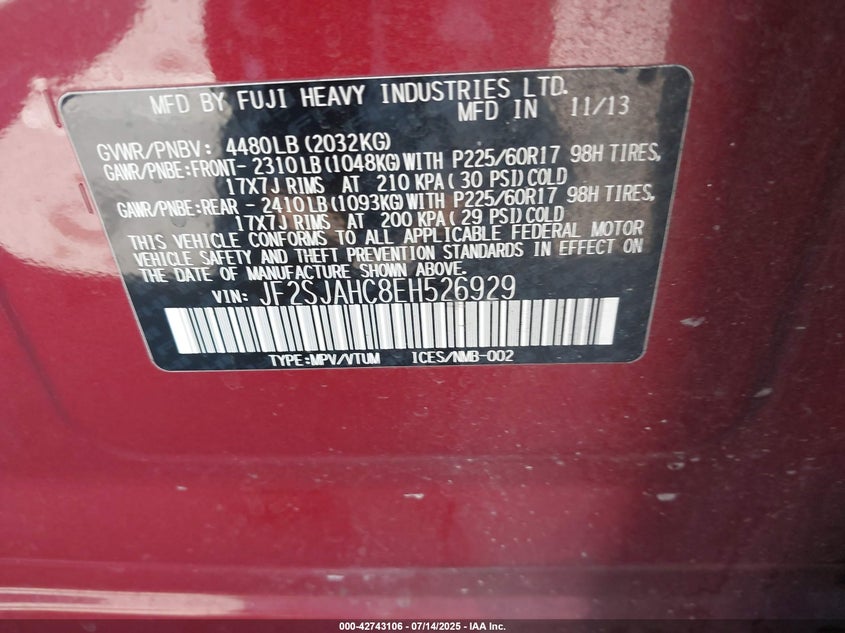 MFD BY FUJI HEAVY INDUSTRIES LTD.
MFD IN 11/13
GVWR/PNBV: 4480LB (2032KG)
GAWR/PNBE:FRONT- 2310LB (1048KG)WITH P225/60R17 98H TIRES,
17X7J RIMS AT 210 KPA( 30 PSI)COLD
GAWR/PNBE:REAR - 2410LB (1093KG)WITH P225/60R17 98H TIRES,
17X7J RIMS AT 200 KPA( 29 PSI)COLD
THIS VEHICLE CONFORMS TO ALL APPLICABLE FEDERAL MOTOR
VEHICLE SAFETY AND THEFT PREVENTION STANDARDS IN EFFECT ON
THE DATE OF MANUFACTURE SHOWN ABOVE.
VIN: JF2SJAHC8EH526929
TYPE:MPV/VTUM ICES/NMB-002
000-42743106 - 07/14/2025 - IAA Inc.